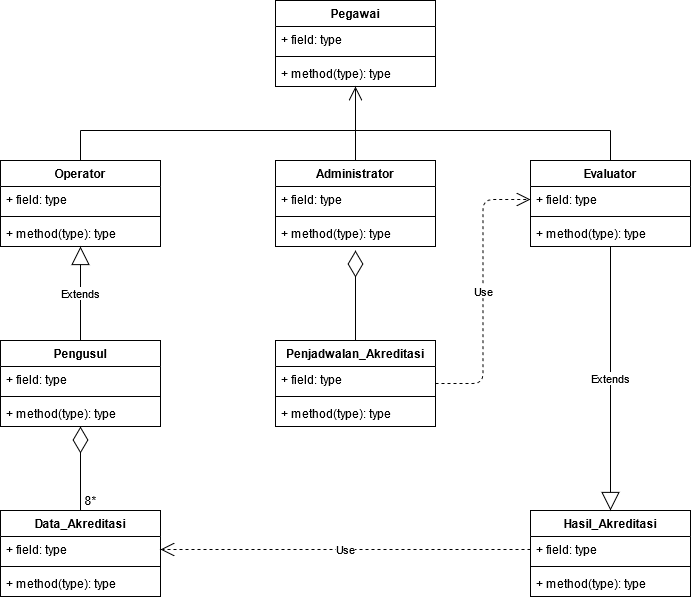 Pegawai
+ field: type
+ method(type): type
Operator
+ field: type
+ method(type): type
Administrator
+ field: type
+ method(type): type
Evaluator
+ field: type
+ method(type): type
Extends
Use
Pengusul
+ field: type
+ method(type): type
Penjadwalan_Akreditasi
+ field: type
+ method(type): type
Extends
8*
Data_Akreditasi
+ field: type
+ method(type): type
Use
Hasil_Akreditasi
+ field: type
+ method(type): type